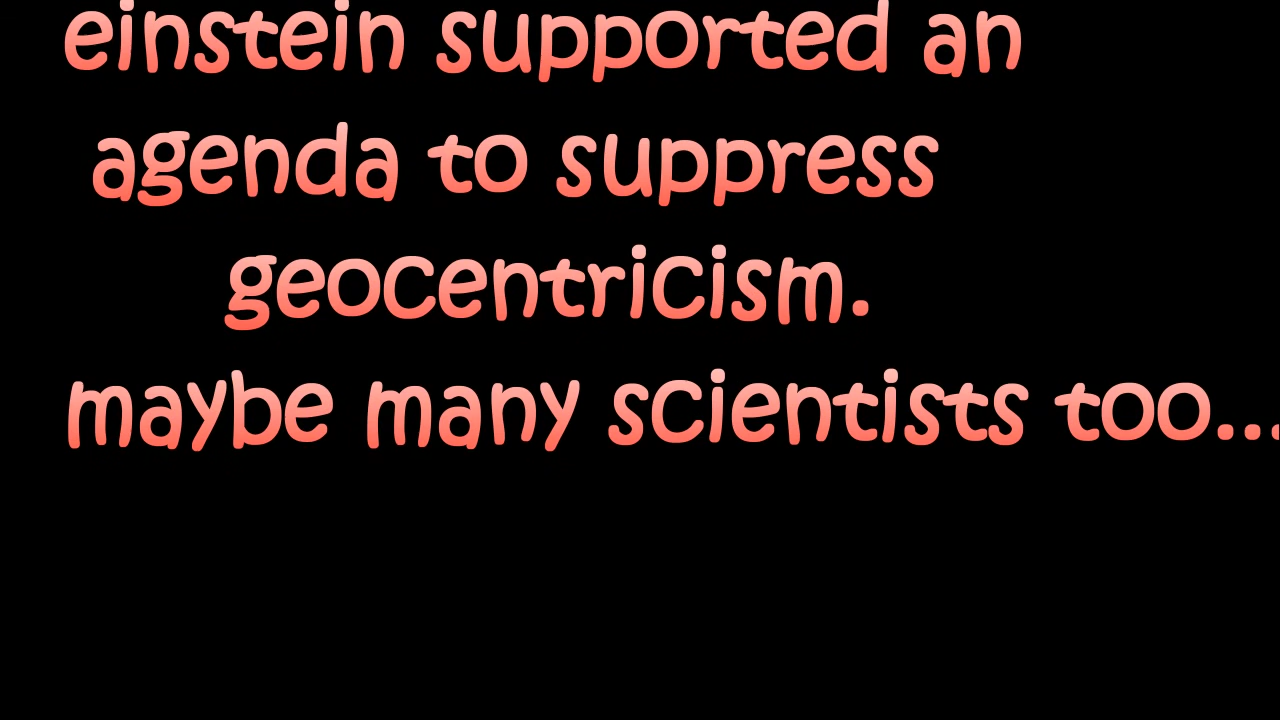 einstein supported an
agenda to suppress
geocentricism.
maybe many scientists too...